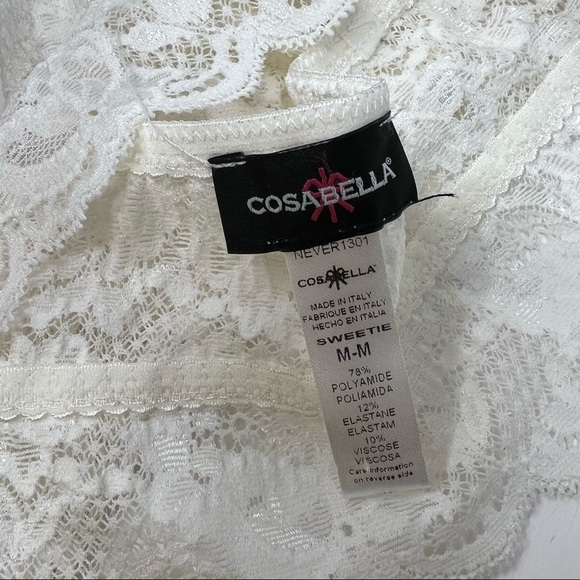 COSABELLA®
NEVER1301
COSABELLA
MADE IN ITALY
FABRIQUE EN ITALY
HECHO EN ITALIA
SWEETIE
M-M
78%
POLYAMIDE
POLIAMIDA
12%
ELASTANE
ELASTAM
10%
VISCOSE
VISCOSA
Care information
on reverse side